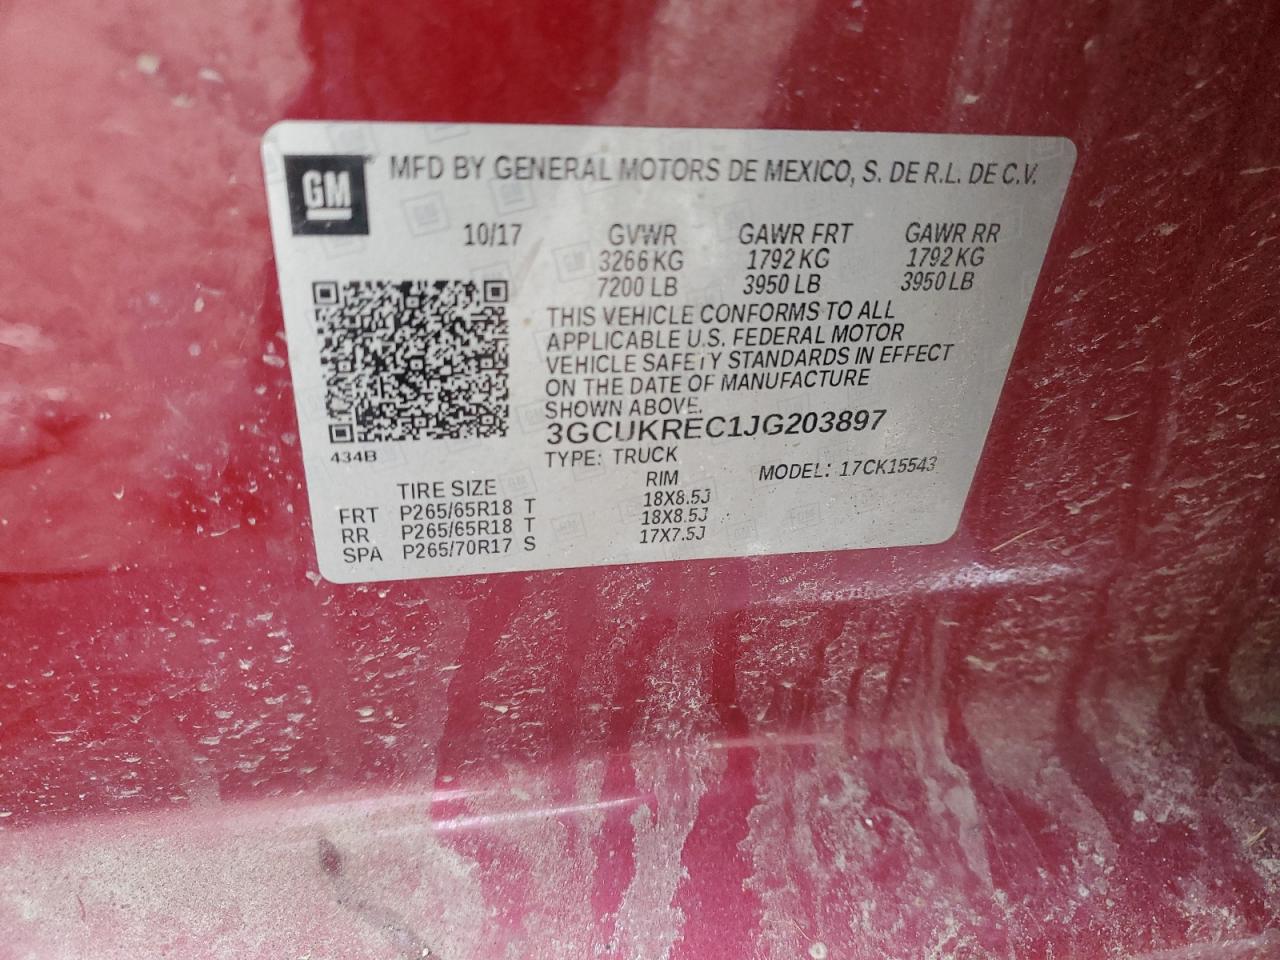 GM MFD BY GENERAL MOTORS DE MEXICO, S. DE R.L. DE C.V.
10/17 GVWR GAWR FRT GAWR RR
3266 KG 1792 KG 1792 KG
7200 LB 3950 LB 3950 LB
THIS VEHICLE CONFORMS TO ALL
APPLICABLE U.S. FEDERAL MOTOR
VEHICLE SAFETY STANDARDS IN EFFECT
ON THE DATE OF MANUFACTURE
SHOWN ABOVE.
3GCUKREC1JG203897
434B
TYPE: TRUCK MODEL: 17CK15543
TIRE SIZE RIM
FRT P265/65R18 T 18X8.5J
RR P265/65R18 T 18X8.5J
SPA P265/70R17 S 17X7.5J